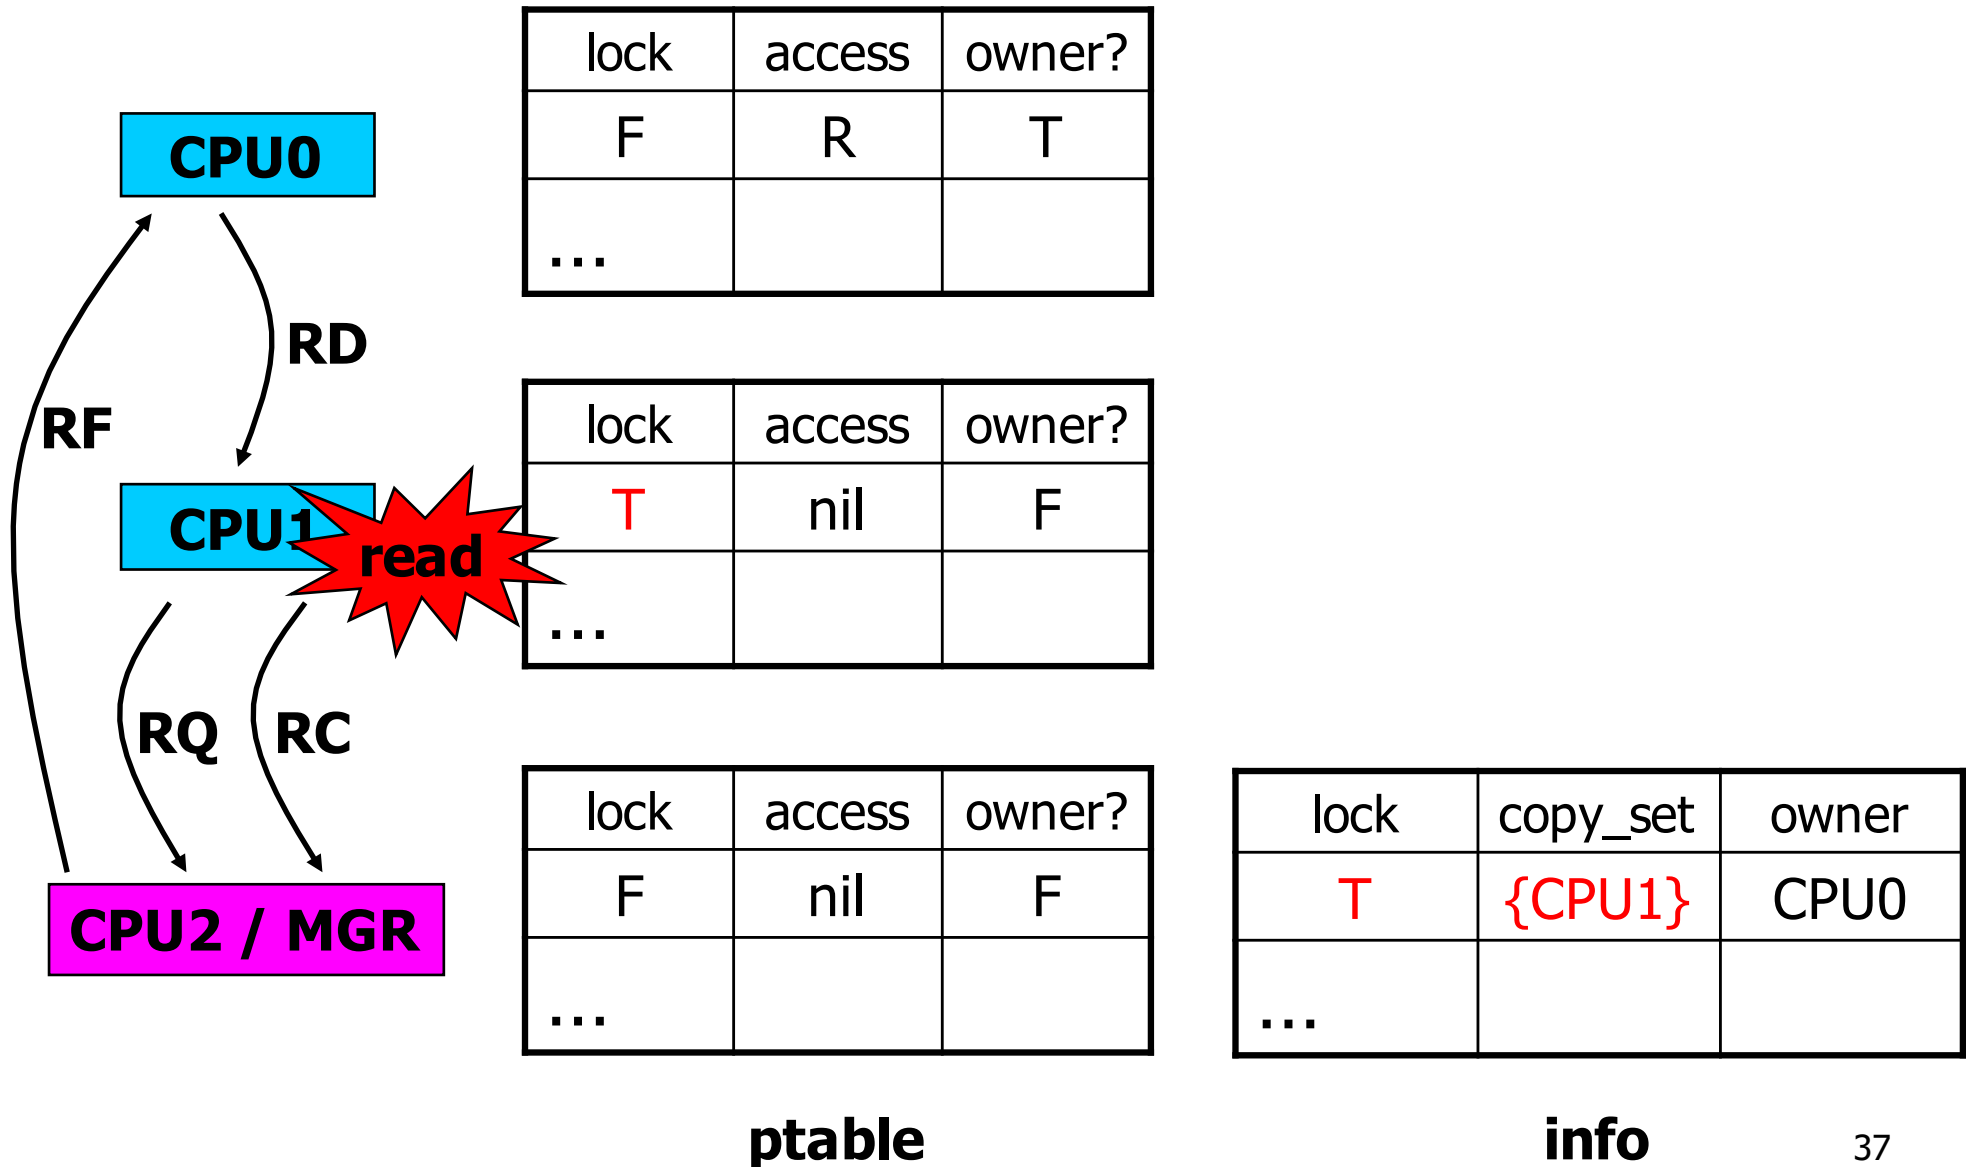 lock access owner?
F R T
...
CPU0
RD
RF
lock access owner?
T nil F
...
CPU1
read
RQ RC
lock access owner?
F nil F
...
CPU2 / MGR
lock copy_set owner
T {CPU1} CPU0
...
ptable
info
37